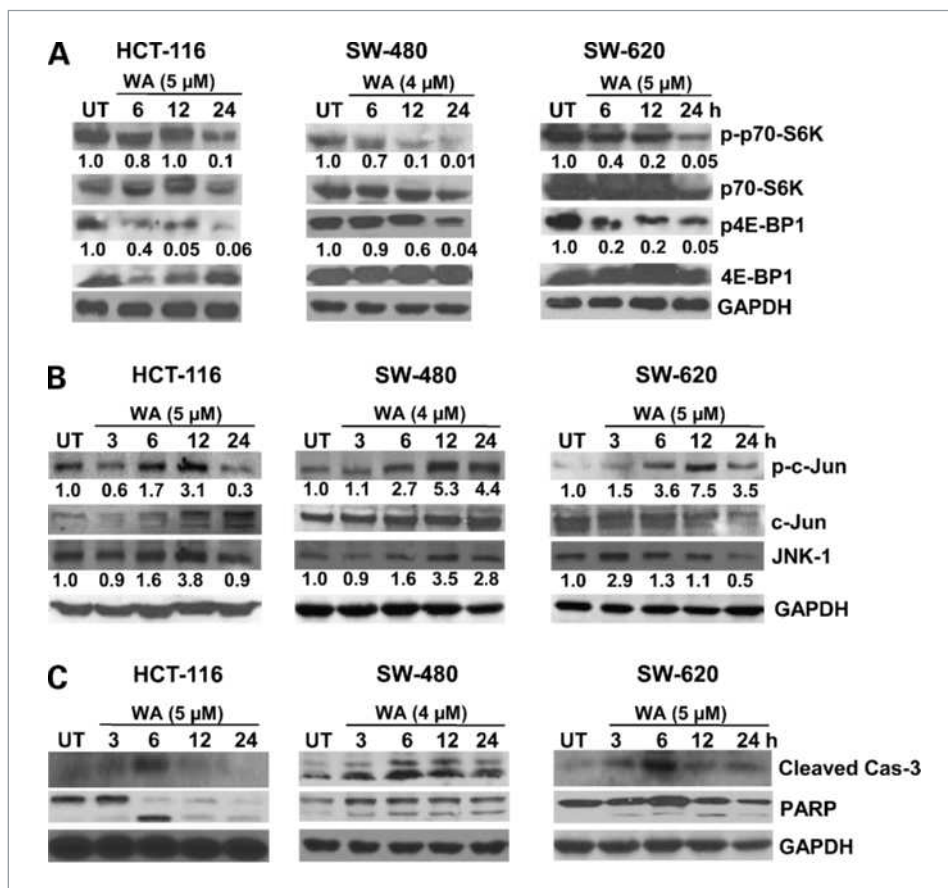 A
HCT-116 SW-480 SW-620
WA (5 µM) WA (4 µM) WA (5 µM)
UT 6 12 24 UT 6 12 24 UT 6 12 24 h
p-p70-S6K
1.0 0.8 1.0 0.1 1.0 0.7 0.1 0.01 1.0 0.4 0.2 0.05
p70-S6K
p4E-BP1
1.0 0.4 0.05 0.06 1.0 0.9 0.6 0.04 1.0 0.2 0.2 0.05
4E-BP1
GAPDH
B
HCT-116 SW-480 SW-620
WA (5 µM) WA (4 µM) WA (5 µM)
UT 3 6 12 24 UT 3 6 12 24 UT 3 6 12 24 h
p-c-Jun
1.0 0.6 1.7 3.1 0.3 1.0 1.1 2.7 5.3 4.4 1.0 1.5 3.6 7.5 3.5
c-Jun
JNK-1
1.0 0.9 1.6 3.8 0.9 1.0 0.9 1.6 3.5 2.8 1.0 2.9 1.3 1.1 0.5
GAPDH
C
HCT-116 SW-480 SW-620
WA (5 µM) WA (4 µM) WA (5 µM)
UT 3 6 12 24 UT 3 6 12 24 UT 3 6 12 24 h
Cleaved Cas-3
PARP
GAPDH